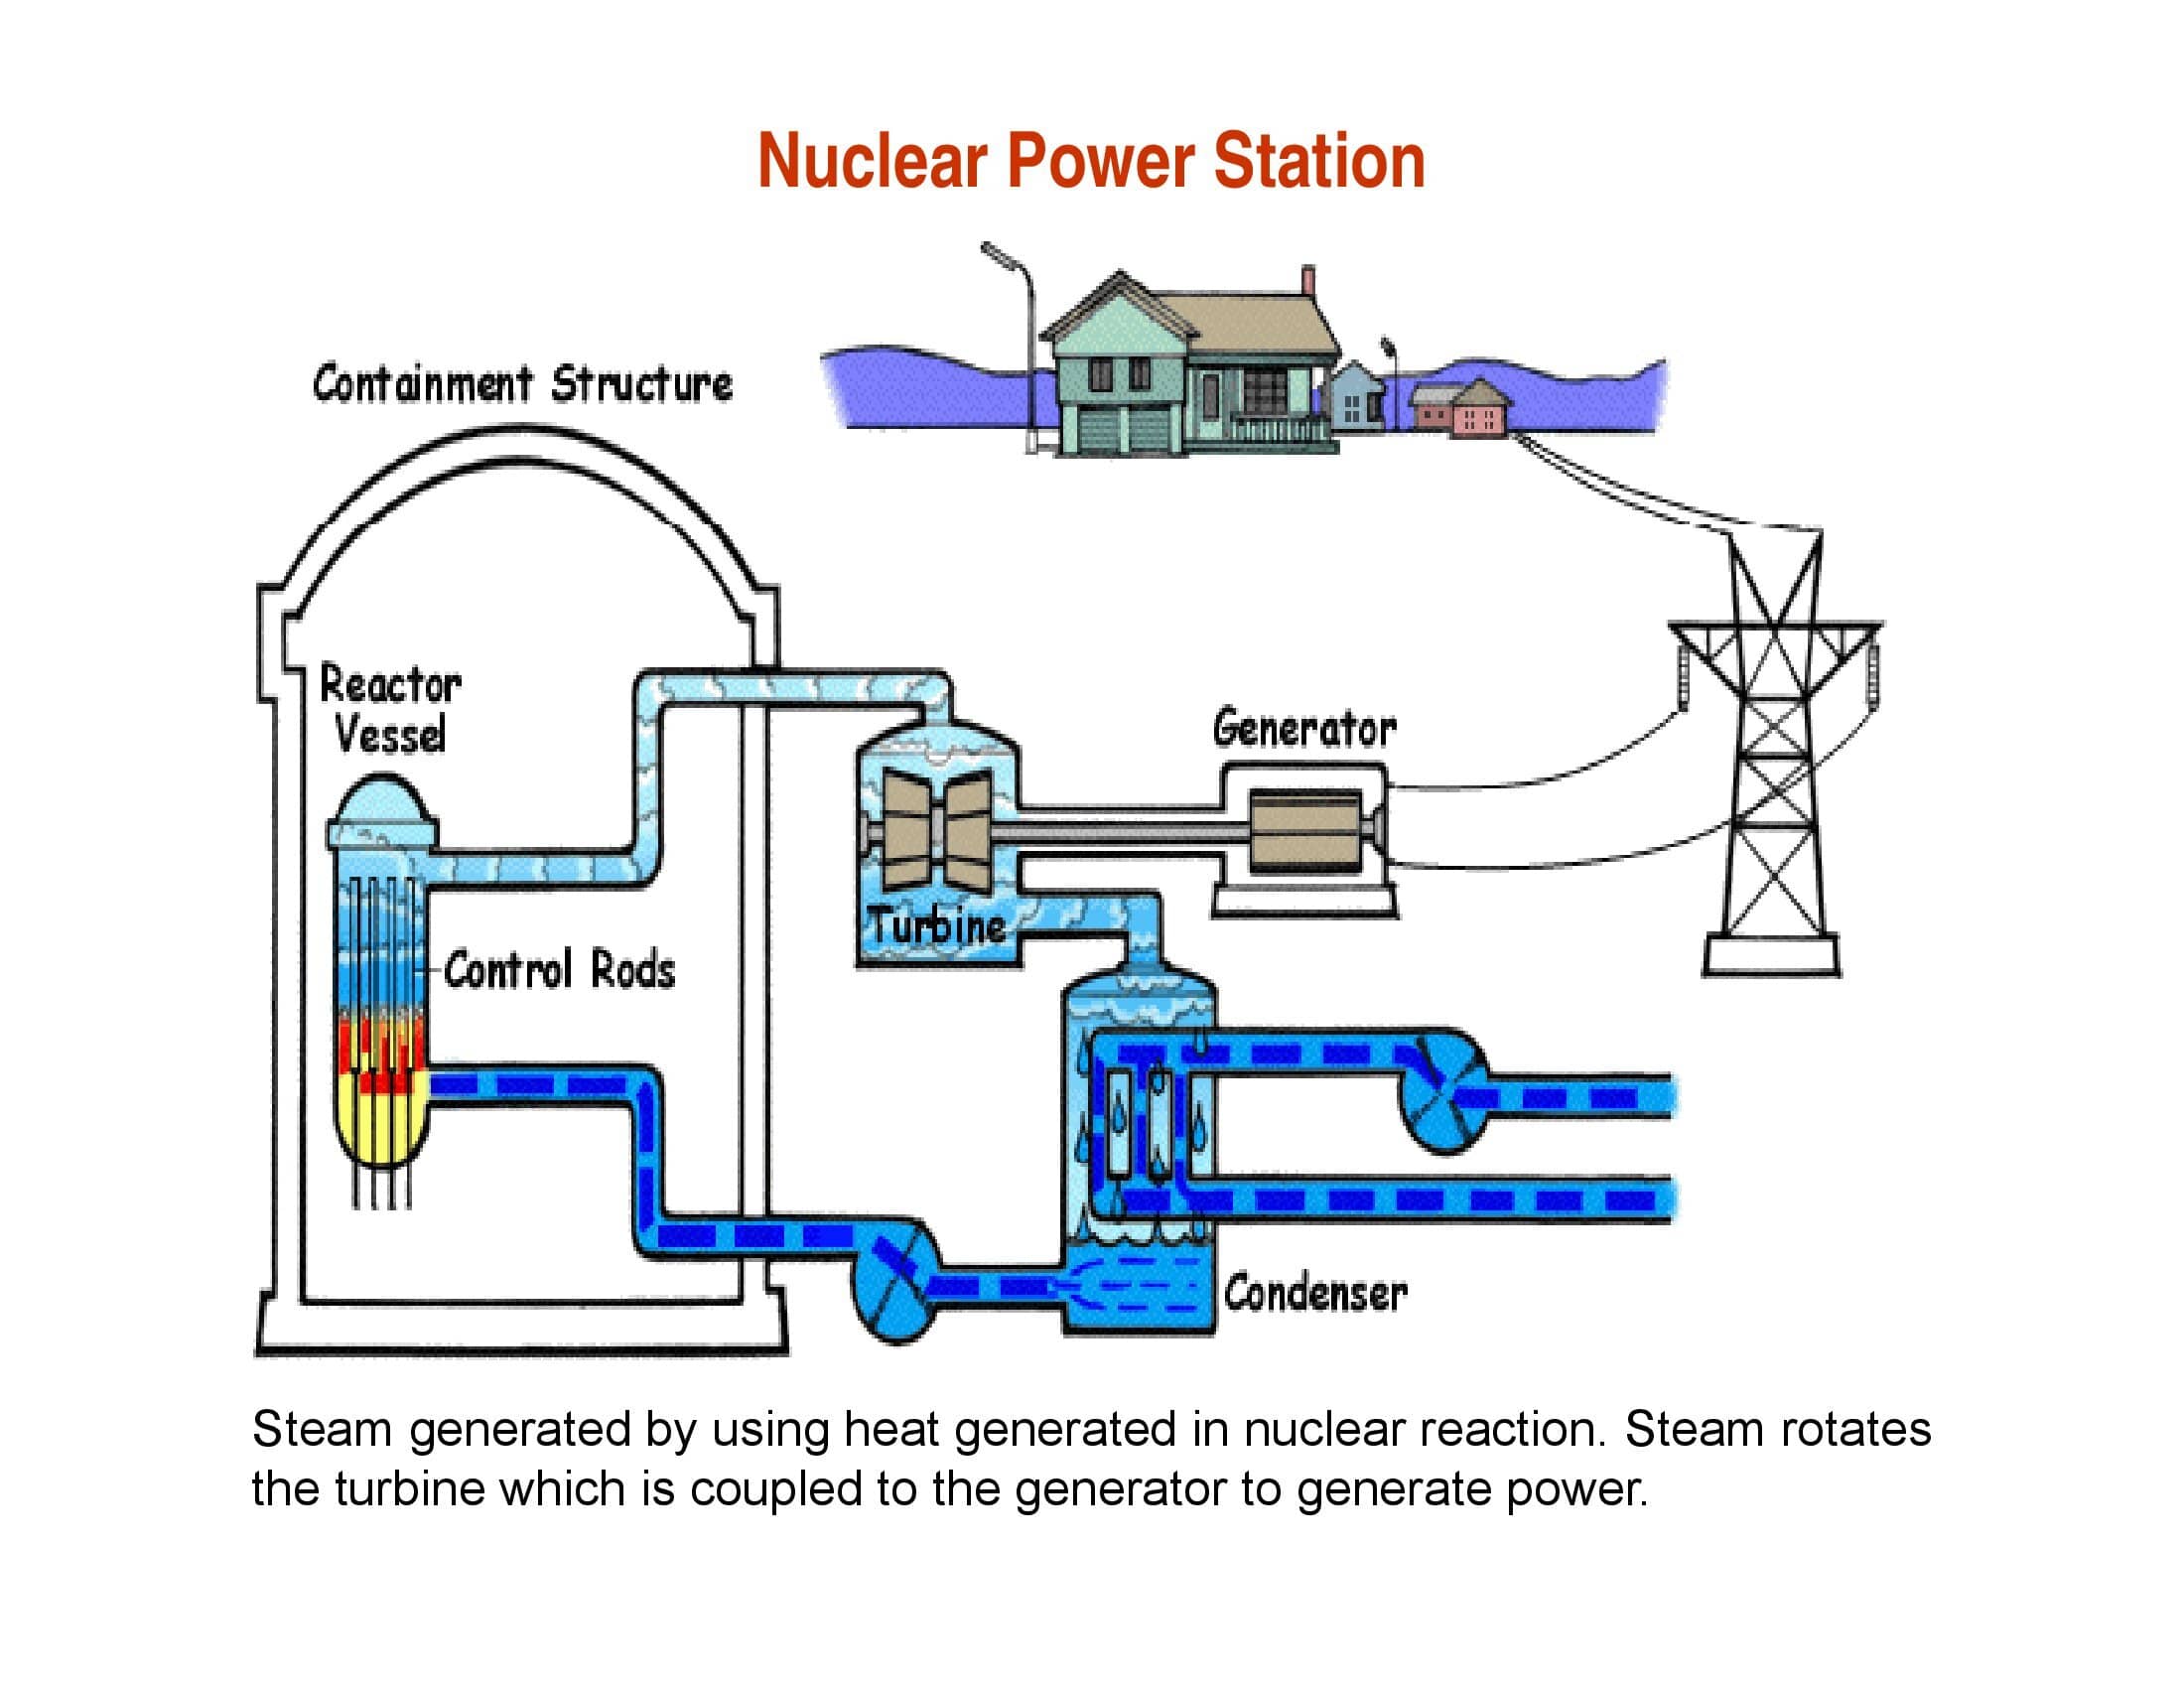 Nuclear Power Station
Containment Structure
Reactor
Vessel
Generator
Turbine
Control Rods
Condenser
Steam generated by using heat generated in nuclear reaction. Steam rotates
the turbine which is coupled to the generator to generate power.